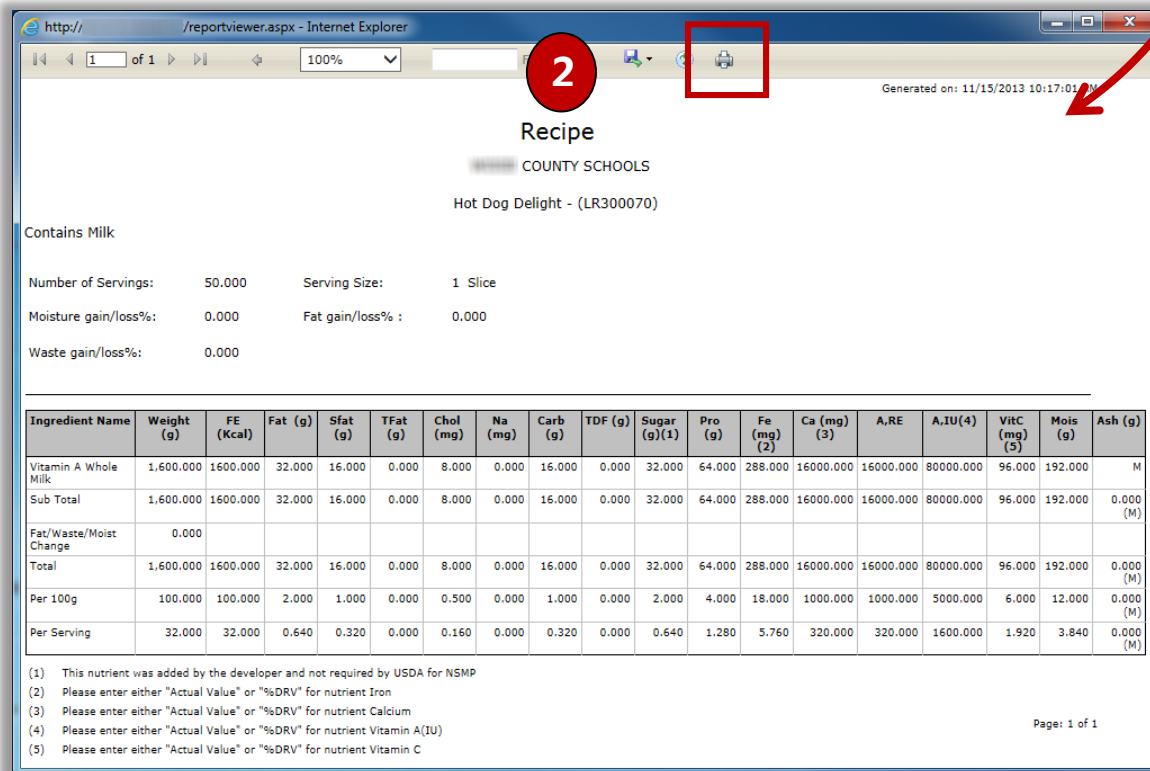 http:// /reportviewer.aspx - Internet Explorer
1 of 1 100%
2
Generated on: 11/15/2013 10:17:01
Recipe
COUNTY SCHOOLS
Hot Dog Delight - (LR300070)
Contains Milk
Number of Servings: 50.000 Serving Size: 1 Slice
Moisture gain/loss%: 0.000 Fat gain/loss% : 0.000
Waste gain/loss%: 0.000
Ingredient Name Weight (g) FE (Kcal) Fat (g) Sfat (g) TFat (g) Chol (mg) Na (mg) Carb (g) TDF (g) Sugar (g)(1) Pro (g) Fe (mg) (2) Ca (mg) (3) A,RE A,IU(4) VitC (mg) (5) Mois (g) Ash (g)
Vitamin A Whole Milk 1,600.000 1600.000 32.000 16.000 0.000 8.000 0.000 16.000 0.000 32.000 64.000 288.000 16000.000 16000.000 80000.000 96.000 192.000 M
Sub Total 1,600.000 1600.000 32.000 16.000 0.000 8.000 0.000 16.000 0.000 32.000 64.000 288.000 16000.000 16000.000 80000.000 96.000 192.000 0.000 (M)
Fat/Waste/Moist Change 0.000
Total 1,600.000 1600.000 32.000 16.000 0.000 8.000 0.000 16.000 0.000 32.000 64.000 288.000 16000.000 16000.000 80000.000 96.000 192.000 0.000 (M)
Per 100g 100.000 100.000 2.000 1.000 0.000 0.500 0.000 1.000 0.000 2.000 4.000 18.000 1000.000 1000.000 5000.000 6.000 12.000 0.000 (M)
Per Serving 32.000 32.000 0.640 0.320 0.000 0.160 0.000 0.320 0.000 0.640 1.280 5.760 320.000 320.000 1600.000 1.920 3.840 0.000 (M)
(1) This nutrient was added by the developer and not required by USDA for NSMP
(2) Please enter either "Actual Value" or "%DRV" for nutrient Iron
(3) Please enter either "Actual Value" or "%DRV" for nutrient Calcium
(4) Please enter either "Actual Value" or "%DRV" for nutrient Vitamin A(IU)
Page: 1 of 1
(5) Please enter either "Actual Value" or "%DRV" for nutrient Vitamin C